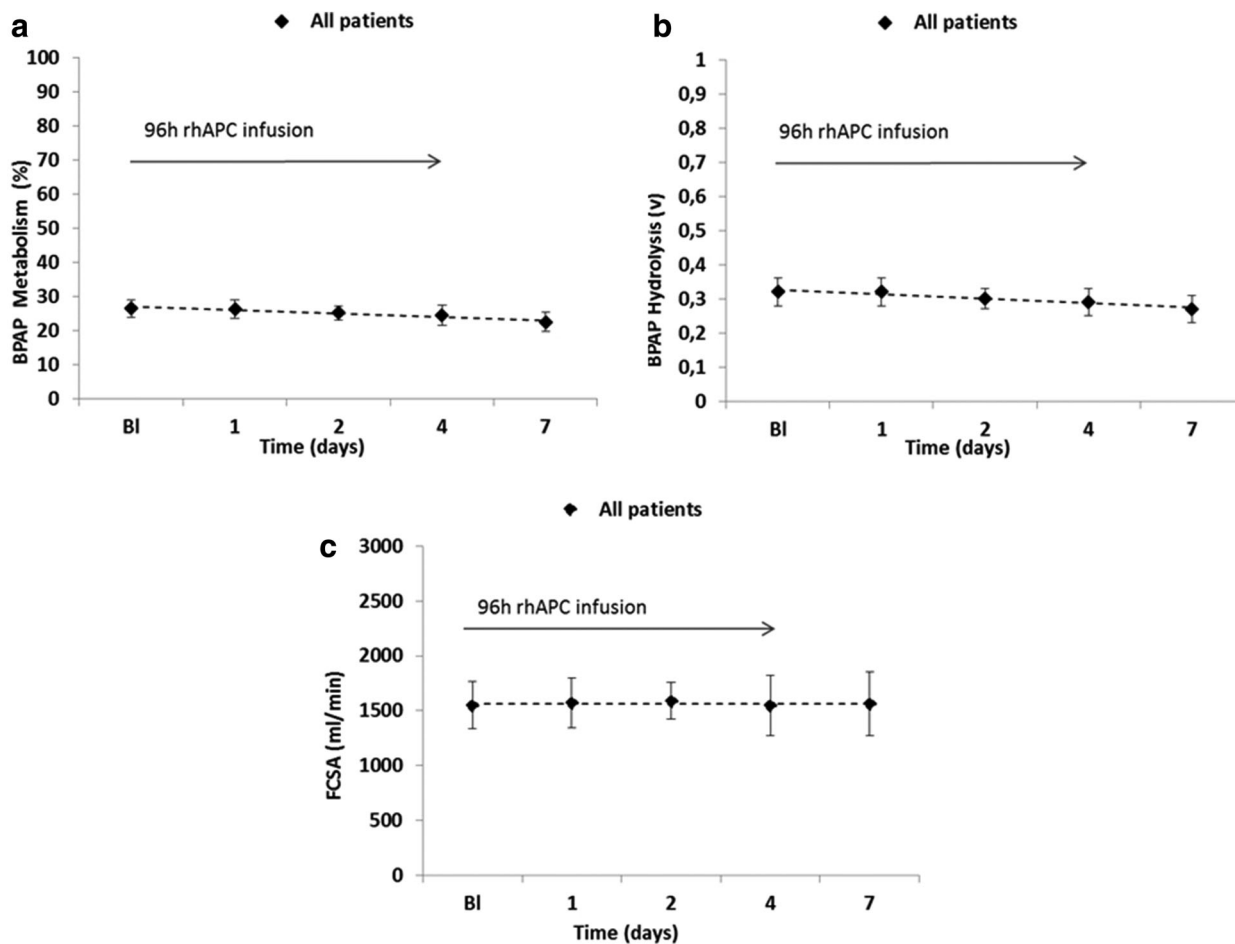 a
All patients
100
90
80
70
60
50
40
30
20
10
0
BPAP Metabolism (%)
96h rhAPC infusion
Bl 1 2 4 7
Time (days)
b
All patients
1
0,9
0,8
0,7
0,6
0,5
0,4
0,3
0,2
0,1
0
BPAP Hydrolysis (v)
96h rhAPC infusion
Bl 1 2 4 7
Time (days)
c
All patients
3000
2500
2000
1500
1000
500
0
FCSA (ml/min)
96h rhAPC infusion
Bl 1 2 4 7
Time (days)